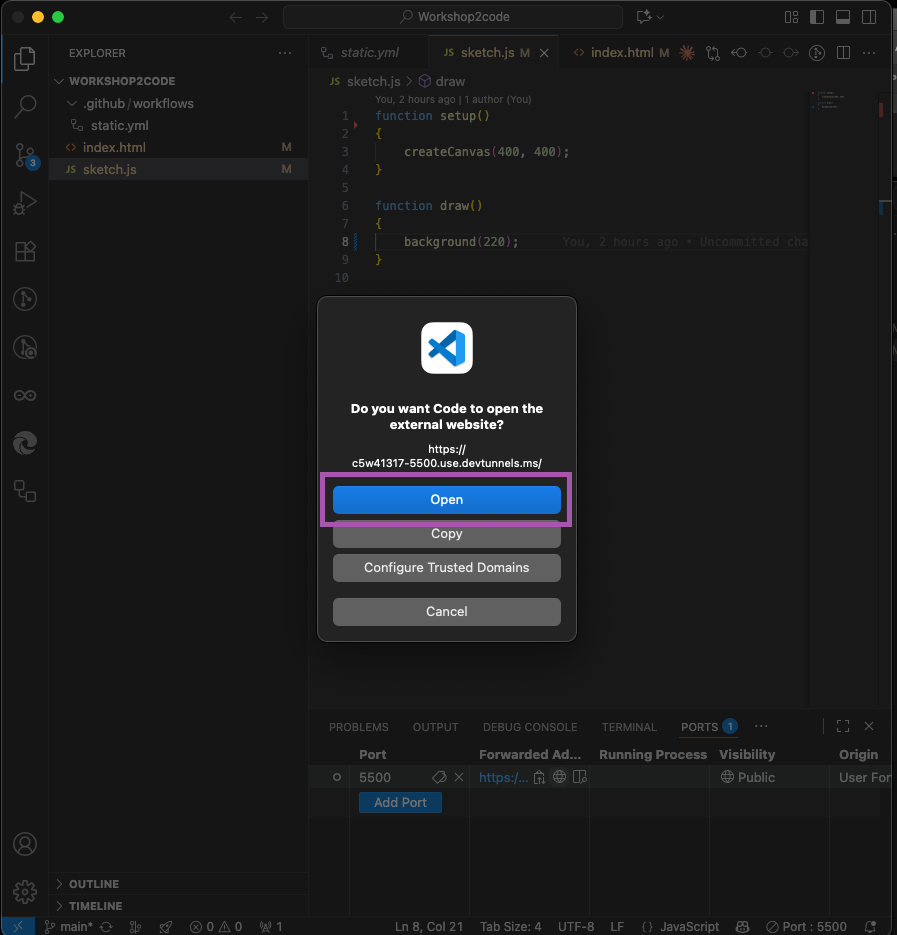 Workshop2code
EXPLORER
WORKSHOP2CODE
.github/workflows
static.yml
index.html M
JS sketch.js M
3
static.yml
JS sketch.js M
index.html M
JS sketch.js > draw
You, 2 hours ago | 1 author (You)
1 function setup()
2 {
3 createCanvas(400, 400);
4 }
5
6 function draw()
7 {
8 background(220); You, 2 hours ago • Uncommitted cha
9 }
10
Do you want Code to open the
external website?
https://
c5w41317-5500.use.devtunnels.ms/
Open
Copy
Configure Trusted Domains
Cancel
PROBLEMS OUTPUT DEBUG CONSOLE TERMINAL PORTS 1
Port Forwarded Ad... Running Process Visibility Origin
5500 https:/... Public User For
Add Port
OUTLINE
TIMELINE
main* 0 0 1 Ln 8, Col 21 Tab Size: 4 UTF-8 LF { } JavaScript Port : 5500